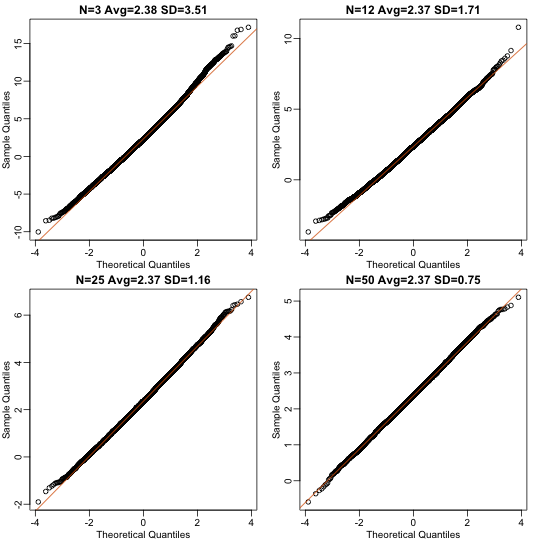 N=3 Avg=2.38 SD=3.51
Sample Quantiles
-10 -5 0 5 10 15
-4 -2 0 2 4
Theoretical Quantiles
N=12 Avg=2.37 SD=1.71
Sample Quantiles
0 5 10
-4 -2 0 2 4
Theoretical Quantiles
N=25 Avg=2.37 SD=1.16
Sample Quantiles
-2 0 2 4 6
-4 -2 0 2 4
Theoretical Quantiles
N=50 Avg=2.37 SD=0.75
Sample Quantiles
0 1 2 3 4 5
-4 -2 0 2 4
Theoretical Quantiles